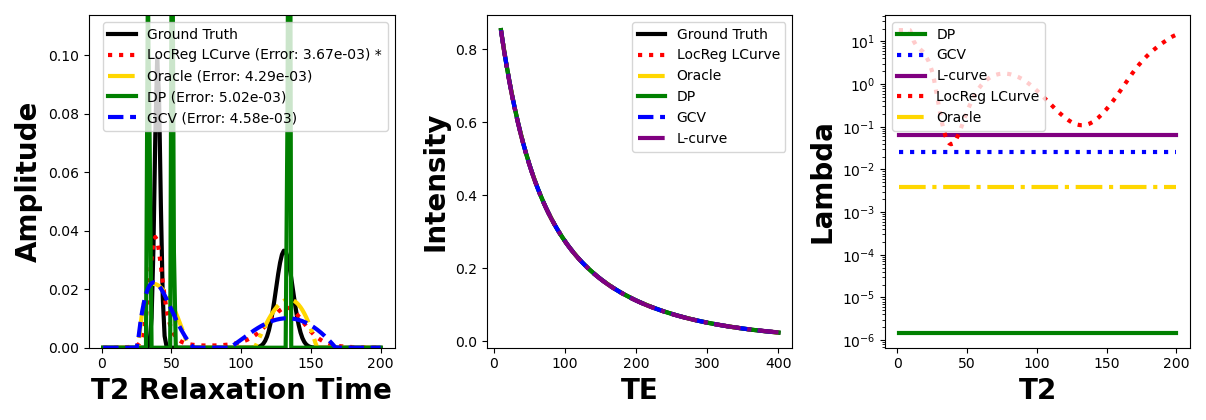 Amplitude
0.10
0.08
0.06
0.04
0.02
0.00
Ground Truth
LocReg LCurve (Error: 3.67e-03) *
Oracle (Error: 4.29e-03)
DP (Error: 5.02e-03)
GCV (Error: 4.58e-03)
0 50 100 150 200
T2 Relaxation Time
Intensity
0.8
0.6
0.4
0.2
0.0
Ground Truth
LocReg LCurve
Oracle
DP
GCV
L-curve
0 100 200 300 400
TE
Lambda
10^1
10^0
10^-1
10^-2
10^-3
10^-4
10^-5
10^-6
DP
GCV
L-curve
LocReg LCurve
Oracle
0 50 100 150 200
T2